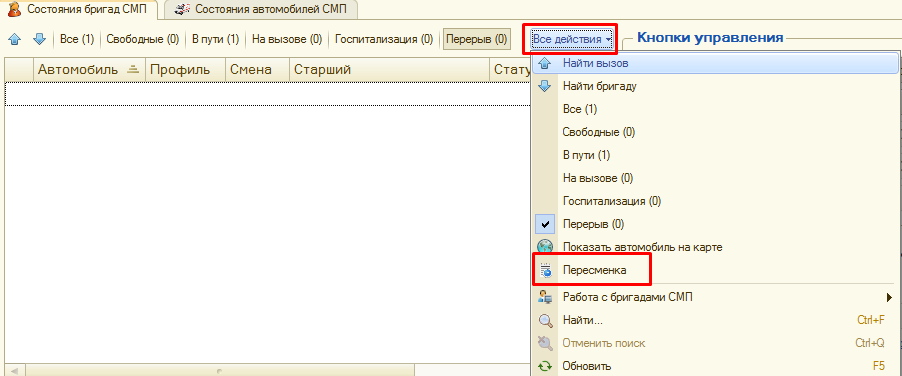 Состояния бригад СМП Состояния автомобилей СМП
Все (1) Свободные (0) В пути (1) На вызове (0) Госпитализация (0) Перерыв (0) Все действия Кнопки управления
Автомобиль Профиль Смена Старший Стату
Найти вызов
Найти бригаду
Все (1)
Свободные (0)
В пути (1)
На вызове (0)
Госпитализация (0)
Перерыв (0)
Показать автомобиль на карте
Пересменка
Работа с бригадами СМП
Найти... Ctrl+F
Отменить поиск Ctrl+Q
Обновить F5